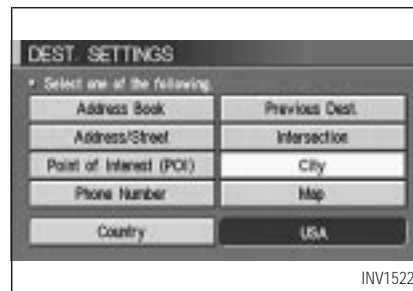 DEST. SETTINGS
• Select one of the following.
Address Book Previous Dest.
Address/Street Intersection
Point of Interest (POI) City
Phone Number Map
Country USA
INV1522